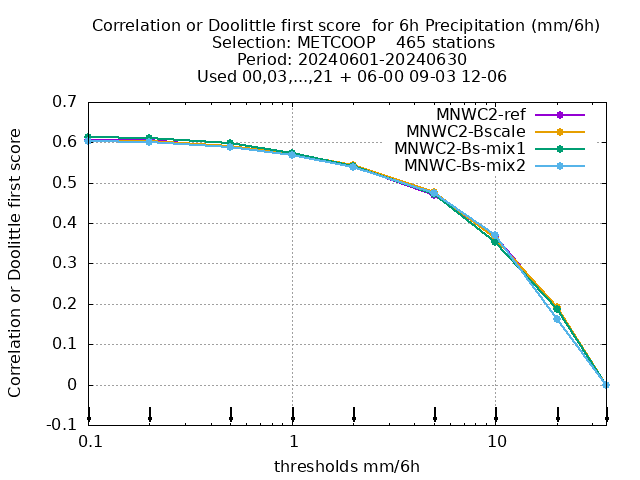 Correlation or Doolittle first score  for 6h Precipitation (mm/6h)
Selection: METCOOP    465 stations
Period: 20240601-20240630
Used 00,03,...,21 + 06-00 09-03 12-06
MNWC2-ref
MNWC2-Bscale
MNWC2-Bs-mix1
MNWC-Bs-mix2
Correlation or Doolittle first score
0.7
0.6
0.5
0.4
0.3
0.2
0.1
0
-0.1
0.1 1 10
thresholds mm/6h